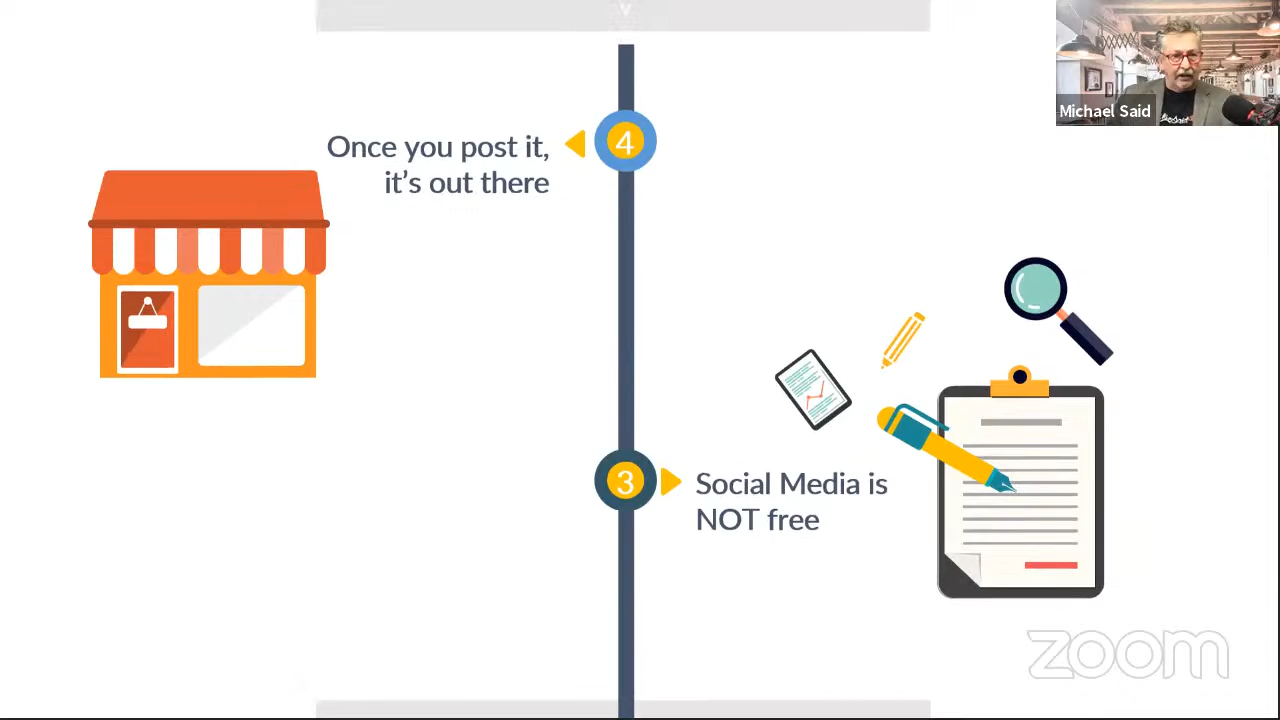 Michael Said
4
Once you post it,
it's out there
3
Social Media is
NOT free
zoom